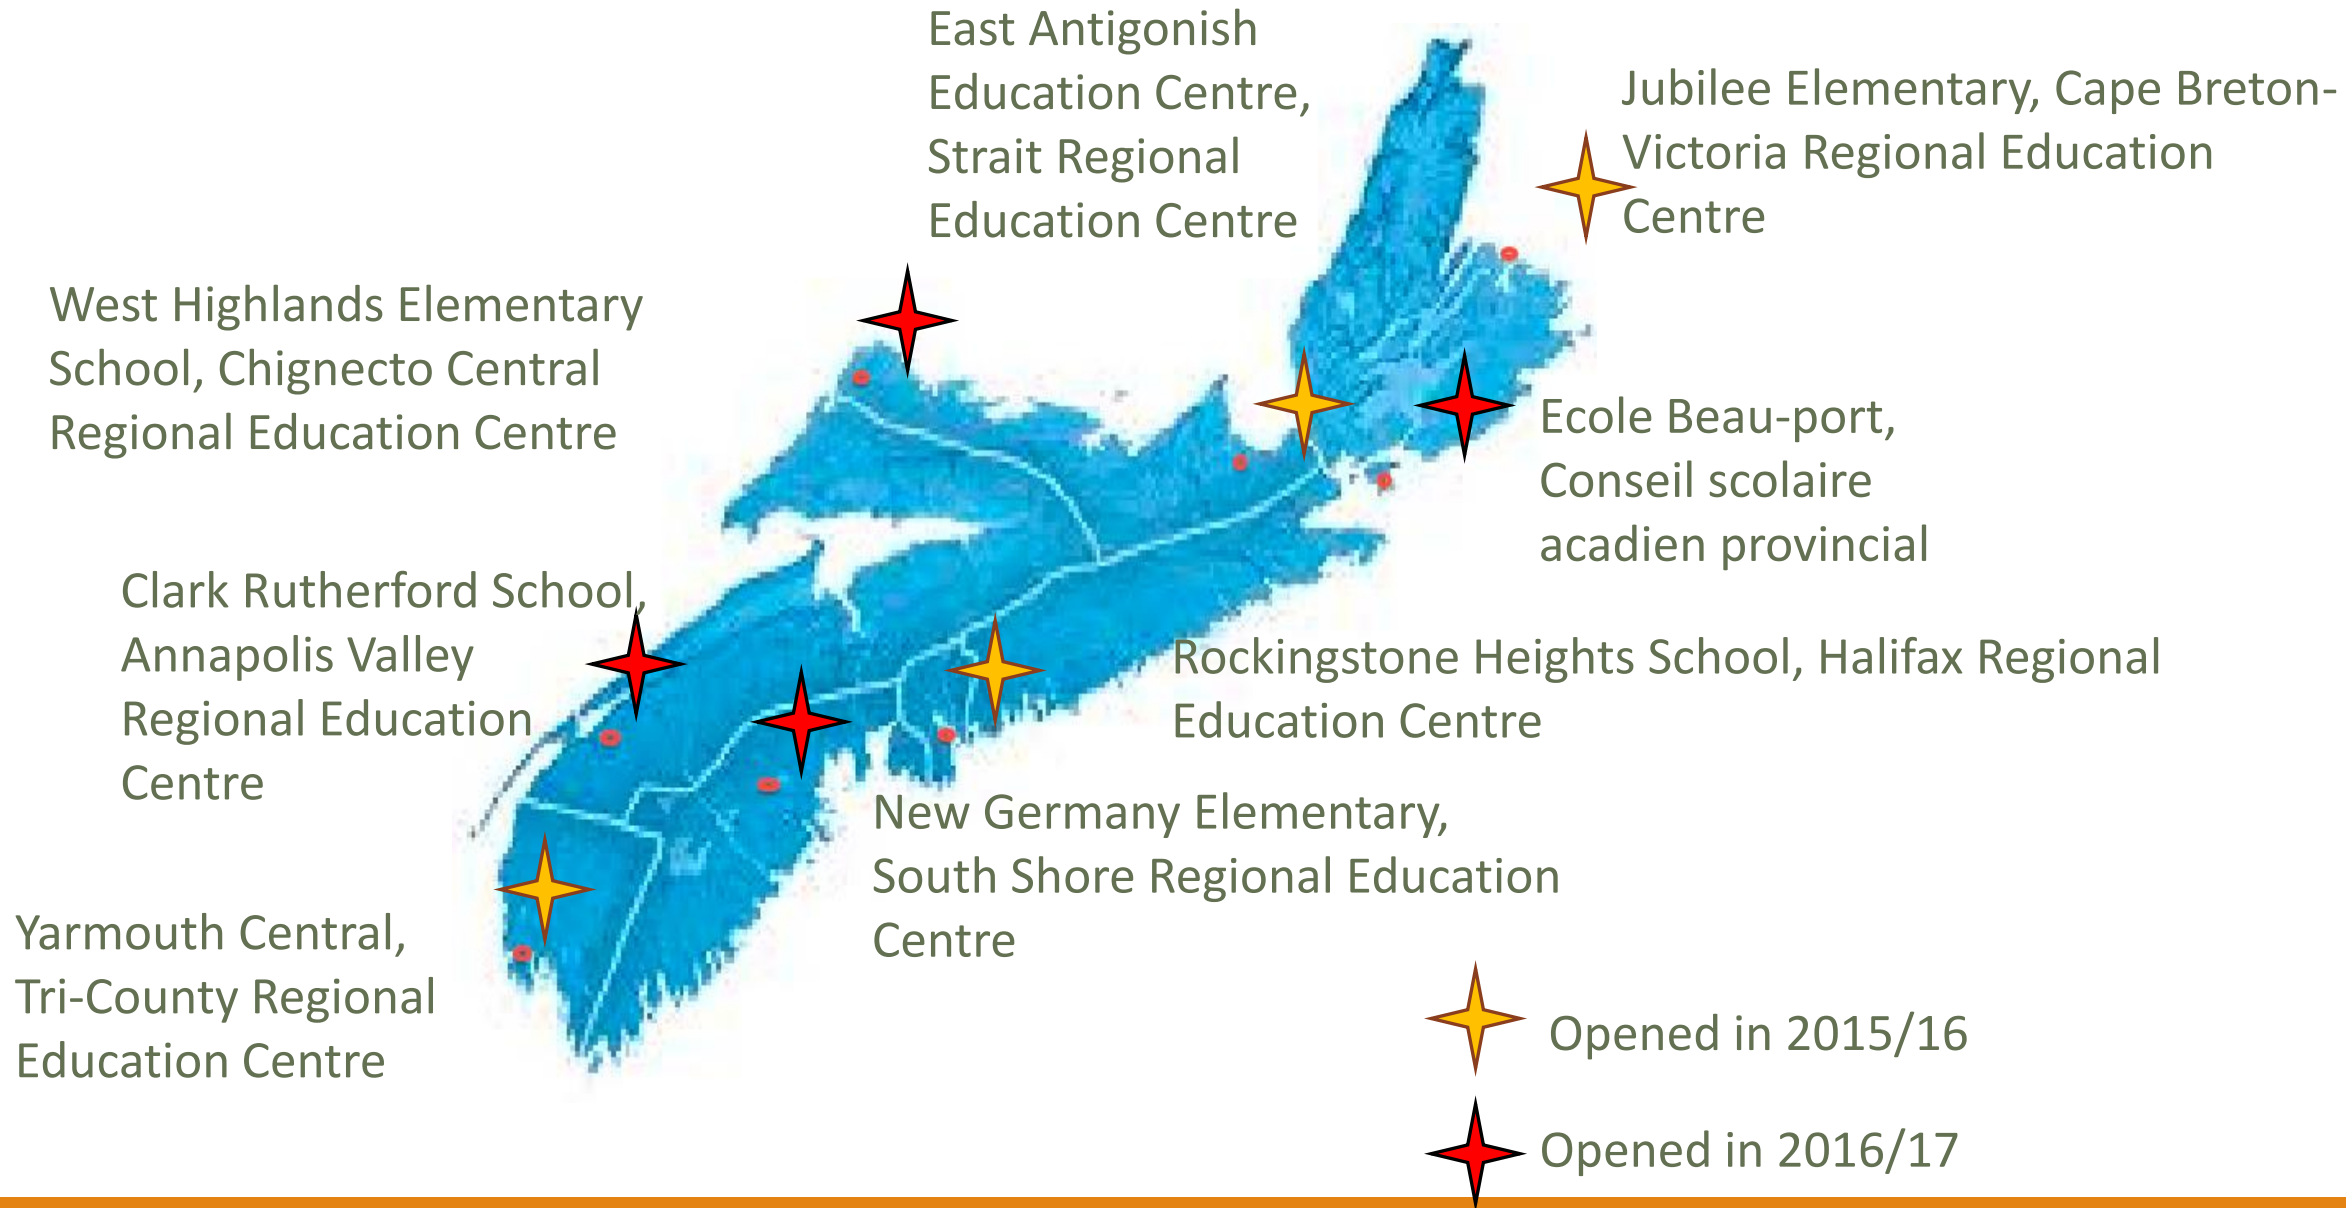 East Antigonish
Education Centre,
Strait Regional
Education Centre
Jubilee Elementary, Cape Breton-
Victoria Regional Education
Centre
West Highlands Elementary
School, Chignecto Central
Regional Education Centre
Ecole Beau-port,
Conseil scolaire
acadien provincial
Clark Rutherford School,
Annapolis Valley
Regional Education
Centre
Rockingstone Heights School, Halifax Regional
Education Centre
New Germany Elementary,
South Shore Regional Education
Centre
Yarmouth Central,
Tri-County Regional
Education Centre
Opened in 2015/16
Opened in 2016/17